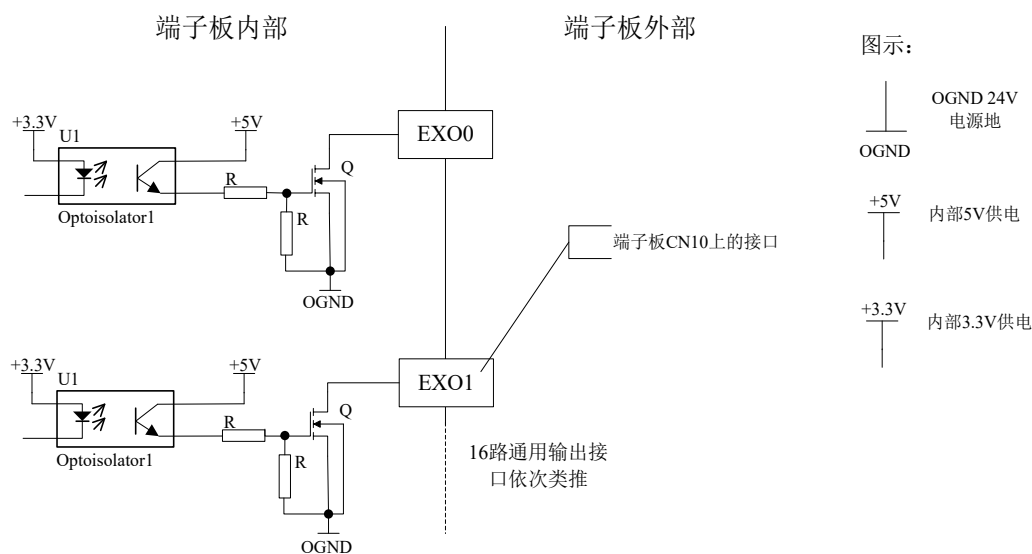 端子板内部
端子板外部
图示：
+3.3V
U1
+5V
Optoisolator1
R
R
Q
OGND
EXO0
端子板CN10上的接口
+3.3V
U1
+5V
Optoisolator1
R
R
Q
OGND
EXO1
16路通用输出接
口依次类推
OGND 24V
电源地
OGND
+5V
内部5V供电
+3.3V
内部3.3V供电